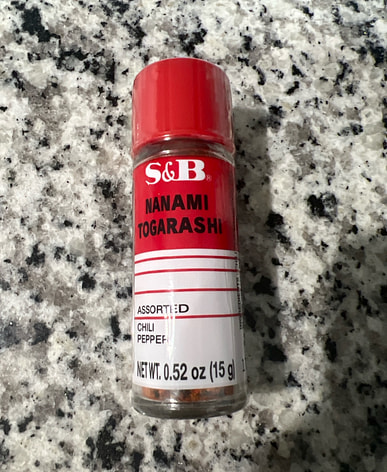 S&B®
NANAMI
TOGARASHI
ASSORTED
CHILI
PEPPER
NET WT. 0.52 oz (15 g)